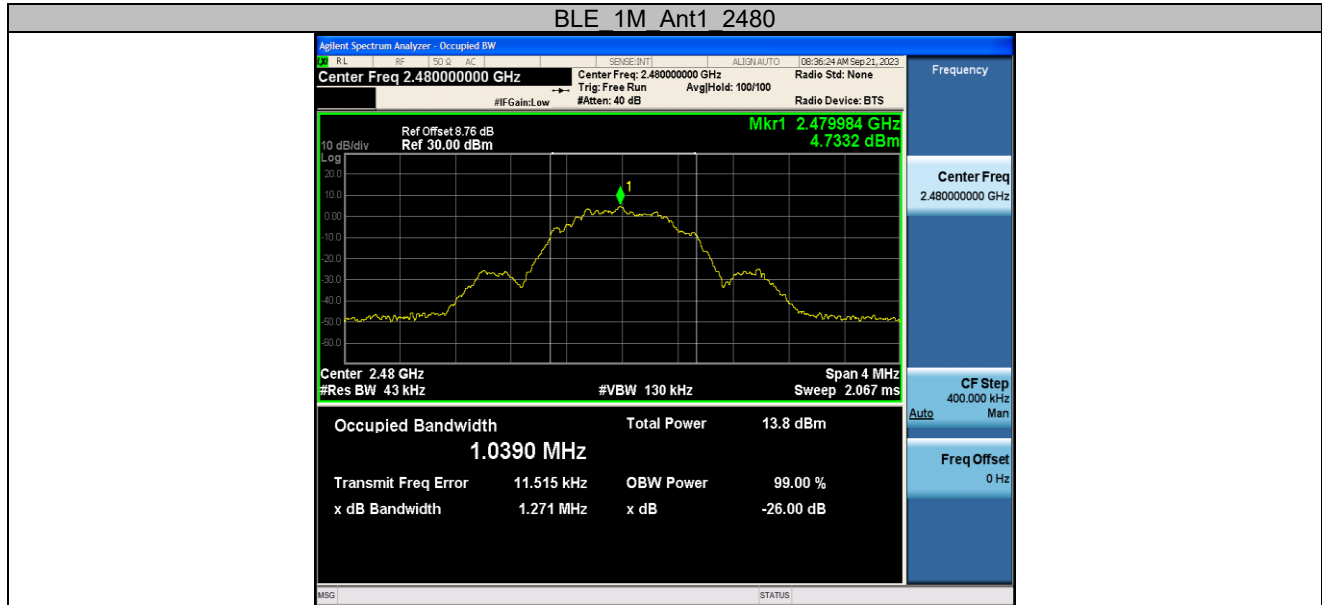 BLE_1M_Ant1_2480
Agilent Spectrum Analyzer - Occupied BW
LXI RL RF 50 Ω AC SENSE:INT ALIGN AUTO 08:36:24 AM Sep 21, 2023
Center Freq 2.480000000 GHz
Center Freq: 2.480000000 GHz
Radio Std: None
Trig: Free Run Avg|Hold: 100/100
#IFGain:Low #Atten: 40 dB Radio Device: BTS
Mkr1 2.479984 GHz
4.7332 dBm
Ref Offset 8.76 dB
10 dB/div Ref 30.00 dBm
Log
20.0
10.0
0.00
-10.0
-20.0
-30.0
-40.0
-50.0
-60.0
1
Center 2.48 GHz Span 4 MHz
#Res BW 43 kHz #VBW 130 kHz Sweep 2.067 ms
Occupied Bandwidth Total Power 13.8 dBm
1.0390 MHz
Transmit Freq Error 11.515 kHz OBW Power 99.00 %
x dB Bandwidth 1.271 MHz x dB -26.00 dB
MSG STATUS
Frequency
Center Freq
2.480000000 GHz
CF Step
400.000 kHz
Auto Man
Freq Offset
0 Hz